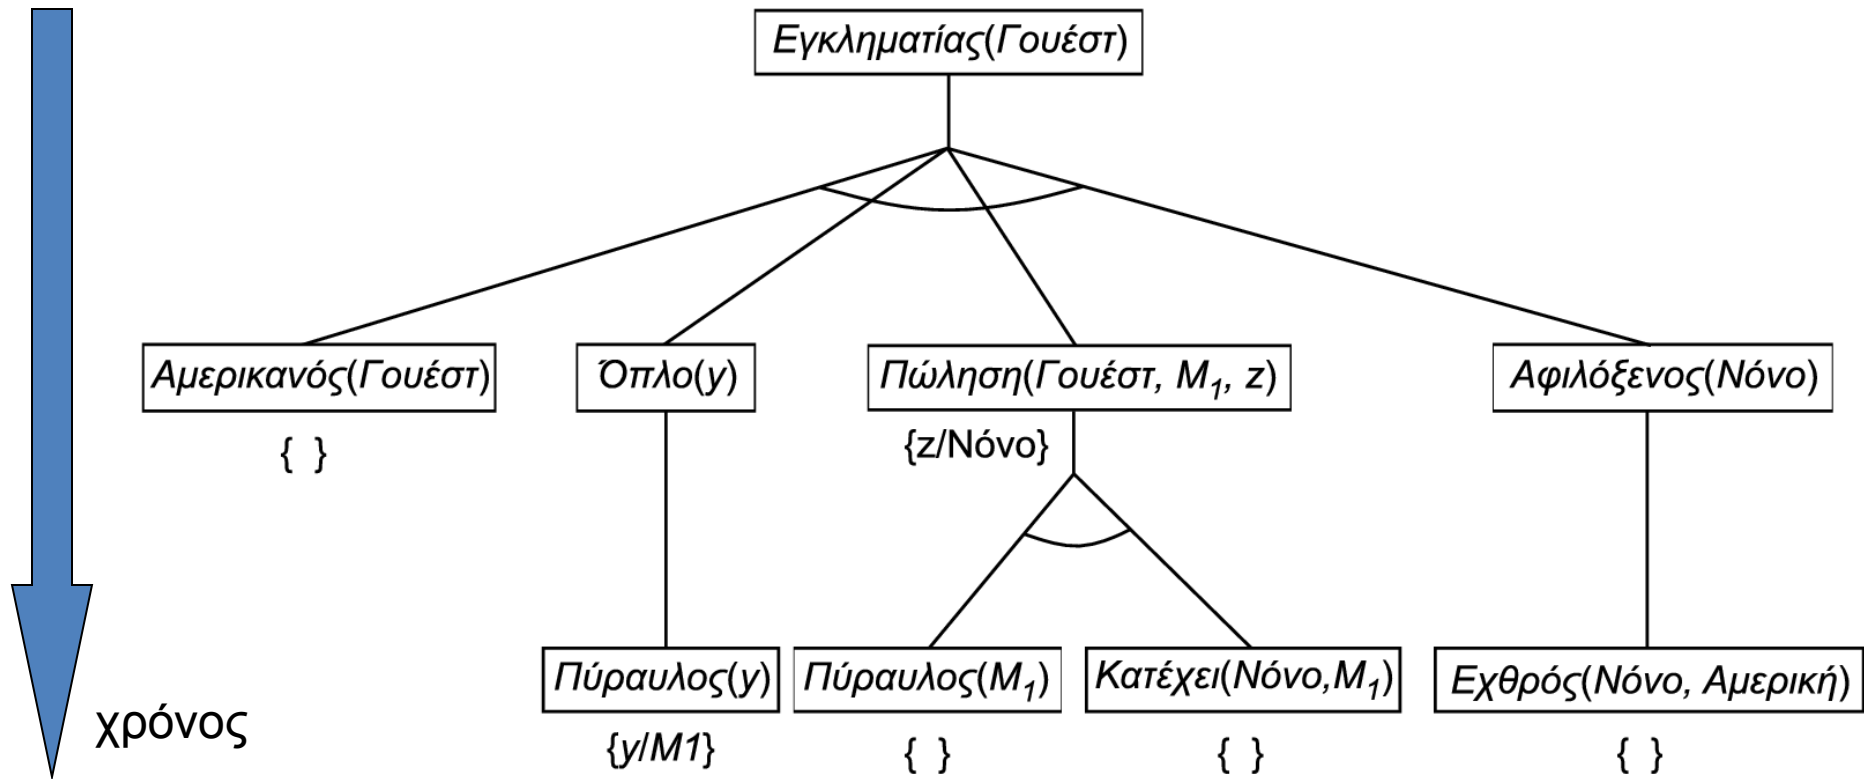 Εγκληματίας(Γουέστ)
Αμερικανός(Γουέστ)
Όπλο(y)
Πώληση(Γουέστ, M₁, z)
Αφιλόξενος(Νόνο)
{ }
{z/Νόνο}
Πύραυλος(y)
Πύραυλος(M₁)
Κατέχει(Νόνο,M₁)
Εχθρός(Νόνο, Αμερική)
χρόνος
{y/M1}
{ }
{ }
{ }